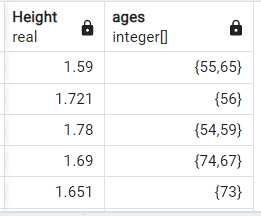 Height ages
real integer[]
1.59 {55,65}
1.721 {56}
1.78 {54,59}
1.69 {74,67}
1.651 {73}